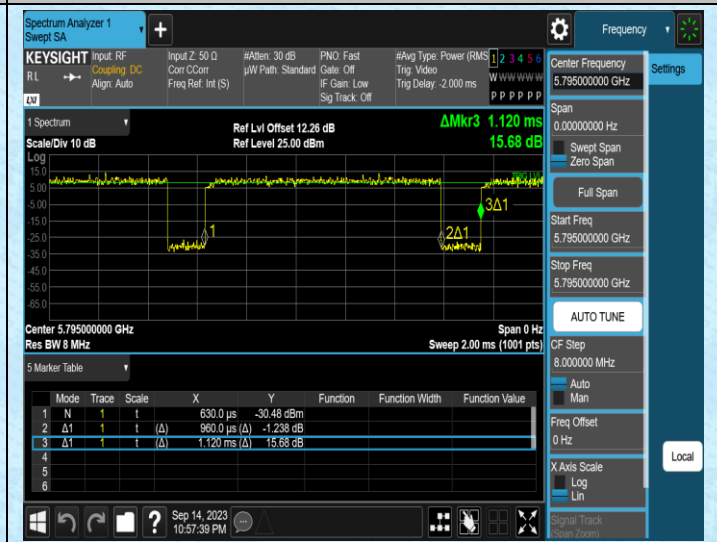 Spectrum Analyzer 1
Swept SA
Frequency
KEYSIGHT
RL
LXI
Input: RF
Coupling: DC
Align: Auto
Input Z: 50 Ω
Corr CCorr
Freq Ref: Int (S)
#Atten: 30 dB
µW Path: Standard
PNO: Fast
Gate: Off
IF Gain: Low
Sig Track: Off
#Avg Type: Power (RMS
Trig: Video
Trig Delay: -2.000 ms
1 2 3 4 5 6
W W W W W W
P P P P P P
1 Spectrum
Scale/Div 10 dB
Ref Lvl Offset 12.26 dB
Ref Level 25.00 dBm
ΔMkr3 1.120 ms
15.68 dB
Log
15.0
5.00
-5.00
-15.0
-25.0
-35.0
-45.0
-55.0
-65.0
1
2Δ1
3Δ1
Center 5.795000000 GHz
Res BW 8 MHz
Span 0 Hz
Sweep 2.00 ms (1001 pts)
5 Marker Table
Mode Trace Scale X Y Function Function Width Function Value
1 N 1 t 630.0 µs -30.48 dBm
2 Δ1 1 t (Δ) 960.0 µs (Δ) -1.238 dB
3 Δ1 1 t (Δ) 1.120 ms (Δ) 15.68 dB
4
5
6
Sep 14, 2023
10:57:39 PM
Center Frequency
5.795000000 GHz
Span
0.00000000 Hz
Swept Span
Zero Span
Full Span
Start Freq
5.795000000 GHz
Stop Freq
5.795000000 GHz
AUTO TUNE
CF Step
8.000000 MHz
Auto
Man
Freq Offset
0 Hz
X Axis Scale
Log
Lin
Signal Track
(Span Zoom)
Settings
Local